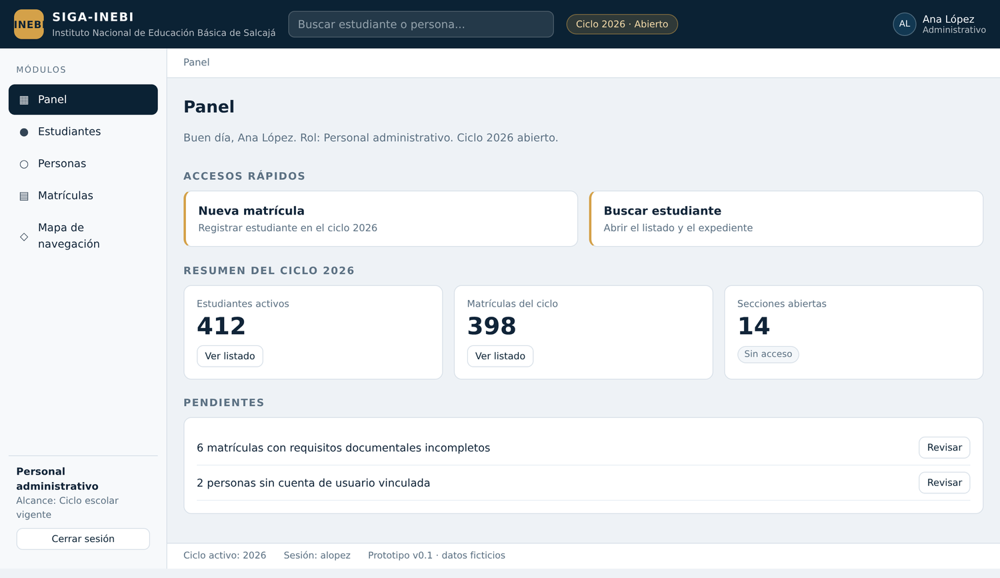 INEBI
SIGA-INEBI
Instituto Nacional de Educación Básica de Salcajá
Buscar estudiante o persona...
Ciclo 2026 · Abierto
AL
Ana López
Administrativo
MÓDULOS
Panel
Estudiantes
Personas
Matrículas
Mapa de
navegación
Personal
administrativo
Alcance: Ciclo escolar
vigente
Cerrar sesión
Panel
Panel
Buen día, Ana López. Rol: Personal administrativo. Ciclo 2026 abierto.
ACCESOS RÁPIDOS
Nueva matrícula
Registrar estudiante en el ciclo 2026
Buscar estudiante
Abrir el listado y el expediente
RESUMEN DEL CICLO 2026
Estudiantes activos
412
Ver listado
Matrículas del ciclo
398
Ver listado
Secciones abiertas
14
Sin acceso
PENDIENTES
6 matrículas con requisitos documentales incompletos
Revisar
2 personas sin cuenta de usuario vinculada
Revisar
Ciclo activo: 2026
Sesión: alopez
Prototipo v0.1 · datos ficticios